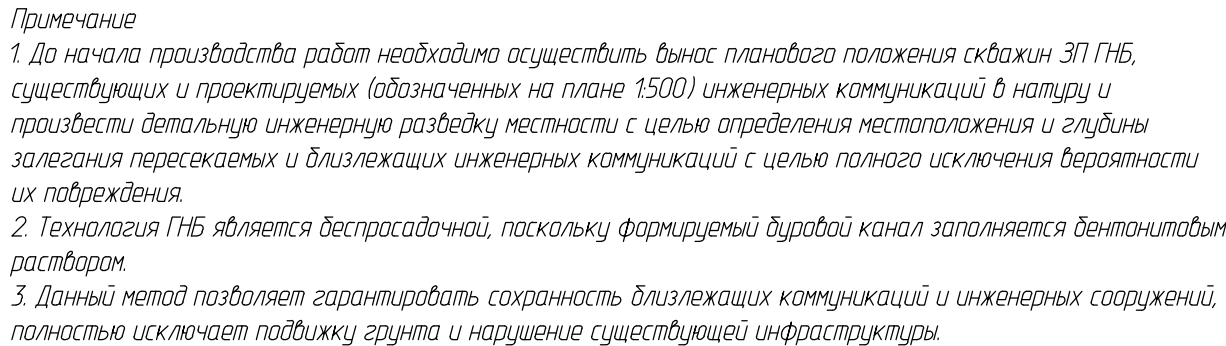 Примечание
1. До начала производства работ необходимо осуществить вынос планового положения скважин ЗП ГНБ,
существующих и проектируемых (обозначенных на плане 1:500) инженерных коммуникаций в натуру и
произвести детальную инженерную разведку местности с целью определения местоположения и глубины
залегания пересекаемых и близлежащих инженерных коммуникаций с целью полного исключения вероятности
их повреждения.
2. Технология ГНБ является беспросадочной, поскольку формируемый буровой канал заполняется бентонитовым
раствором.
3. Данный метод позволяет гарантировать сохранность близлежащих коммуникаций и инженерных сооружений,
полностью исключает подвижку грунта и нарушение существующей инфраструктуры.